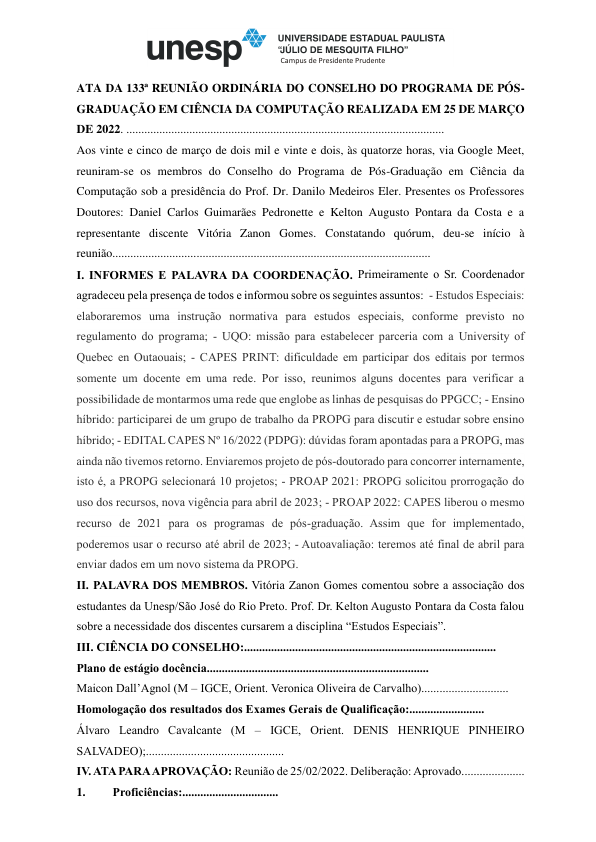 unesp
UNIVERSIDADE ESTADUAL PAULISTA
"JÚLIO DE MESQUITA FILHO"
Campus de Presidente Prudente
ATA DA 133ª REUNIÃO ORDINÁRIA DO CONSELHO DO PROGRAMA DE PÓS-
GRADUAÇÃO EM CIÊNCIA DA COMPUTAÇÃO REALIZADA EM 25 DE MARÇO
DE 2022. ..........................................................................................................
Aos vinte e cinco de março de dois mil e vinte e dois, às quatorze horas, via Google Meet,
reuniram-se os membros do Conselho do Programa de Pós-Graduação em Ciência da
Computação sob a presidência do Prof. Dr. Danilo Medeiros Eler. Presentes os Professores
Doutores: Daniel Carlos Guimarães Pedronette e Kelton Augusto Pontara da Costa e a
representante discente Vitória Zanon Gomes. Constatando quórum, deu-se início à
reunião..........................................................................................................
I. INFORMES E PALAVRA DA COORDENAÇÃO. Primeiramente o Sr. Coordenador
agradeceu pela presença de todos e informou sobre os seguintes assuntos: - Estudos Especiais:
elaboraremos uma instrução normativa para estudos especiais, conforme previsto no
regulamento do programa; - UQO: missão para estabelecer parceria com a University of
Quebec en Outaouais; - CAPES PRINT: dificuldade em participar dos editais por termos
somente um docente em uma rede. Por isso, reunimos alguns docentes para verificar a
possibilidade de montarmos uma rede que englobe as linhas de pesquisas do PPGCC; - Ensino
híbrido: participarei de um grupo de trabalho da PROPG para discutir e estudar sobre ensino
híbrido; - EDITAL CAPES Nº 16/2022 (PDPG): dúvidas foram apontadas para a PROPG, mas
ainda não tivemos retorno. Enviaremos projeto de pós-doutorado para concorrer internamente,
isto é, a PROPG selecionará 10 projetos; - PROAP 2021: PROPG solicitou prorrogação do
uso dos recursos, nova vigência para abril de 2023; - PROAP 2022: CAPES liberou o mesmo
recurso de 2021 para os programas de pós-graduação. Assim que for implementado,
poderemos usar o recurso até abril de 2023; - Autoavaliação: teremos até final de abril para
enviar dados em um novo sistema da PROPG.
II. PALAVRA DOS MEMBROS. Vitória Zanon Gomes comentou sobre a associação dos
estudantes da Unesp/São José do Rio Preto. Prof. Dr. Kelton Augusto Pontara da Costa falou
sobre a necessidade dos discentes cursarem a disciplina “Estudos Especiais”.
III. CIÊNCIA DO CONSELHO:....................................................................................
Plano de estágio docência..........................................................................
Maicon Dall’Agnol (M – IGCE, Orient. Veronica Oliveira de Carvalho).............................
Homologação dos resultados dos Exames Gerais de Qualificação:.........................
Álvaro Leandro Cavalcante (M – IGCE, Orient. DENIS HENRIQUE PINHEIRO
SALVADEO);..............................................
IV. ATA PARA APROVAÇÃO: Reunião de 25/02/2022. Deliberação: Aprovado.....................
1. Proficiências:................................